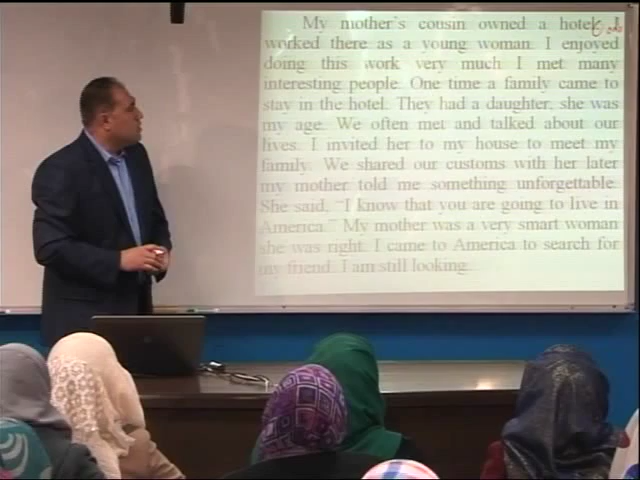 My mother's cousin owned a hotel. I
worked there as a young woman. I enjoyed
doing this work very much I met many
interesting people. One time a family came to
stay in the hotel. They had a daughter, she was
my age. We often met and talked about our
lives. I invited her to my house to meet my
family. We shared our customs with her later
my mother told me something unforgettable.
She said, "I know that you are going to live in
America." My mother was a very smart woman
she was right. I came to America to search for
my friend. I am still looking.